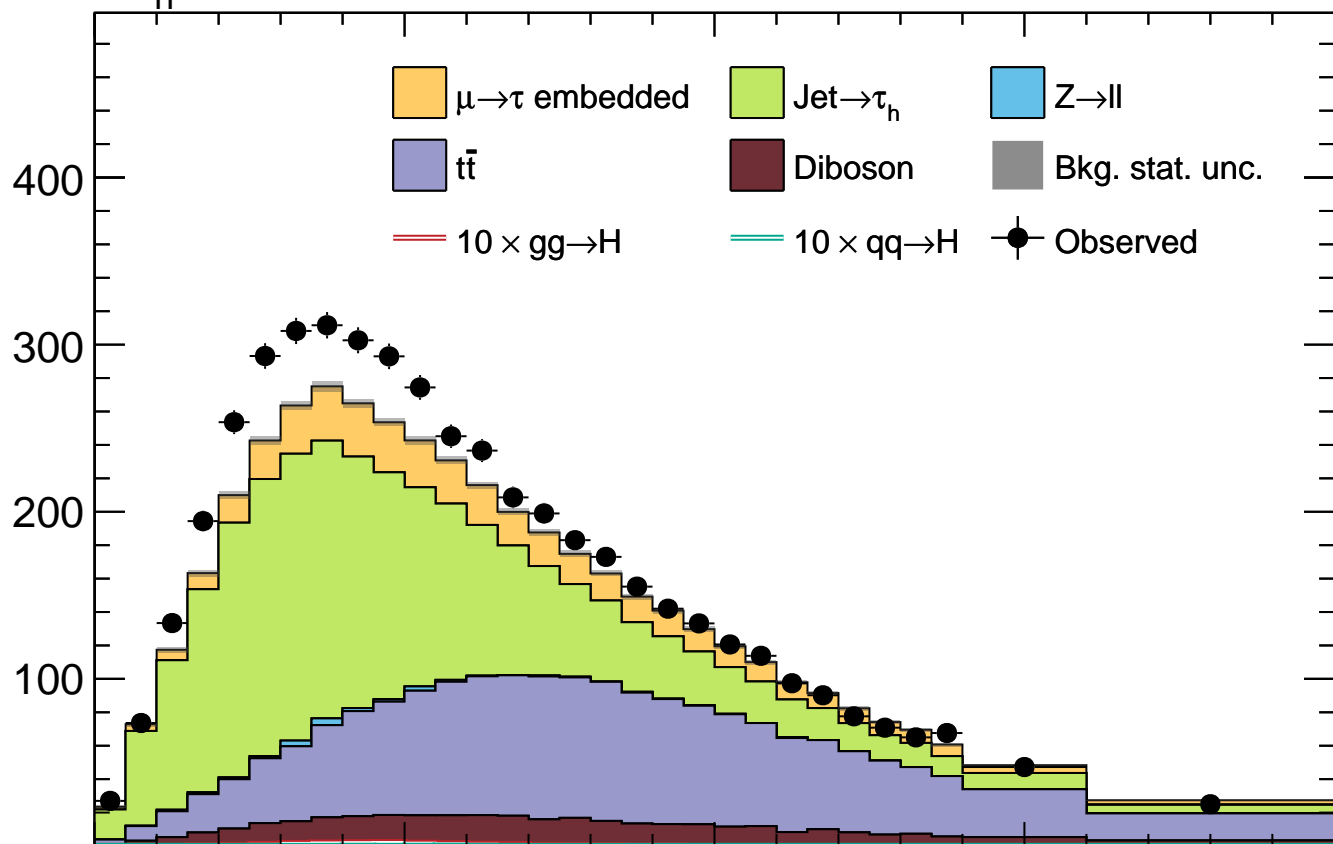 μ→τ embedded Jet→τh Z→ll
tt̄ Diboson Bkg. stat. unc.
10 × gg→H 10 × qq→H Observed
400
300
200
100